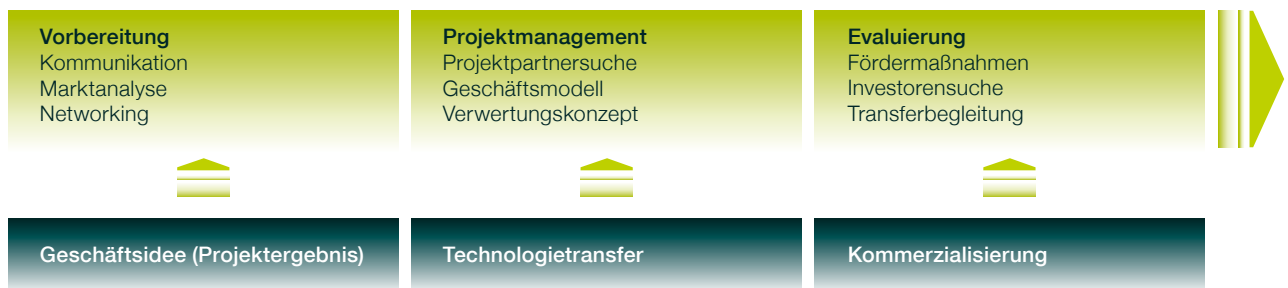 Vorbereitung
Kommunikation
Marktanalyse
Networking
Projektmanagement
Projektpartnersuche
Geschäftsmodell
Verwertungskonzept
Evaluierung
Fördermaßnahmen
Investorensuche
Transferbegleitung
Geschäftsidee (Projektergebnis)
Technologietransfer
Kommerzialisierung